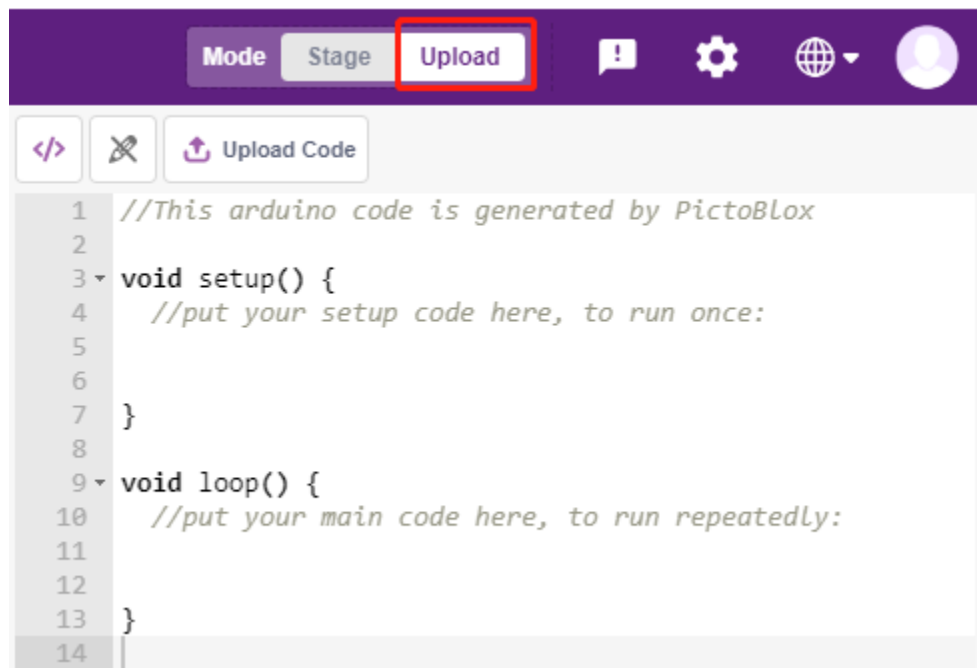 Mode Stage Upload
</> Upload Code
1 //This arduino code is generated by PictoBlox
2
3 void setup() {
4 //put your setup code here, to run once:
5
6
7 }
8
9 void loop() {
10 //put your main code here, to run repeatedly:
11
12
13 }
14